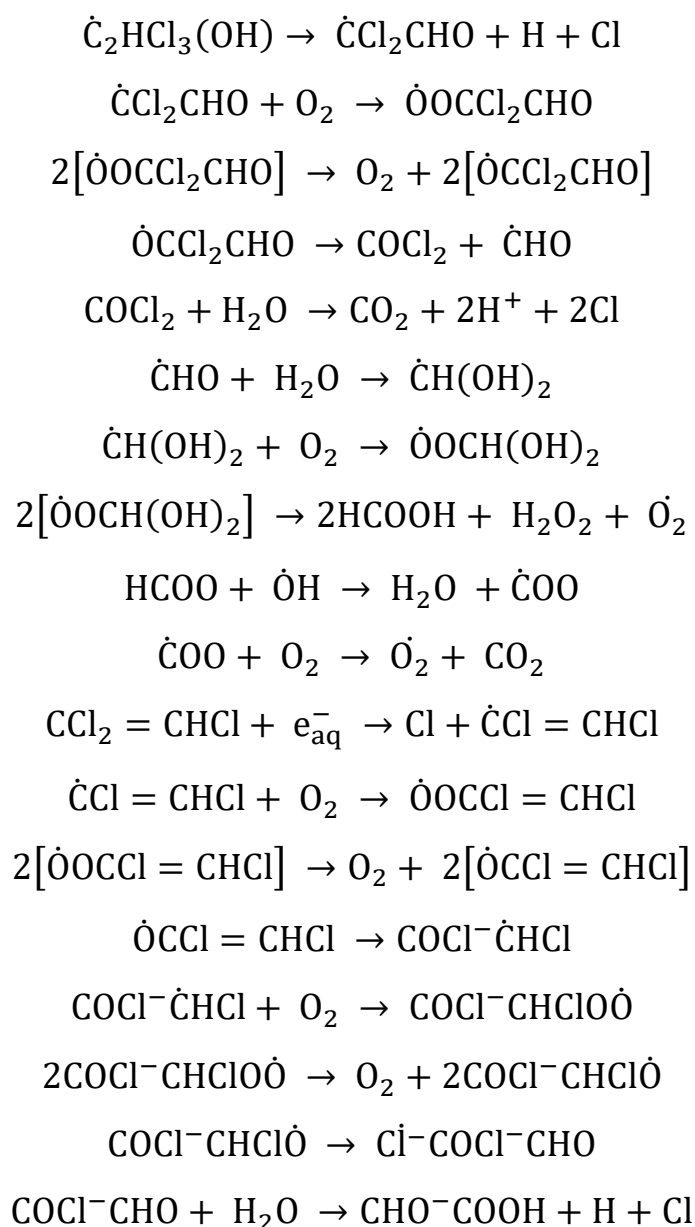 Ċ₂HCl₃(OH) → ĊCl₂CHO + H + Cl
ĊCl₂CHO + O₂ → ȮOCCl₂CHO
2[ȮOCCl₂CHO] → O₂ + 2[ȮCCl₂CHO]
ȮCCl₂CHO → COCl₂ + ĊHO
COCl₂ + H₂O → CO₂ + 2H⁺ + 2Cl
ĊHO + H₂O → ĊH(OH)₂
ĊH(OH)₂ + O₂ → ȮOCH(OH)₂
2[ȮOCH(OH)₂] → 2HCOOH + H₂O₂ + Ȯ₂
HCOO + ȮH → H₂O + ĊOO
ĊOO + O₂ → Ȯ₂ + CO₂
CCl₂ = CHCl + e⁻aq → Cl + ĊCl = CHCl
ĊCl = CHCl + O₂ → ȮOCCl = CHCl
2[ȮOCCl = CHCl] → O₂ + 2[ȮCCl = CHCl]
ȮCCl = CHCl → COCl⁻ĊHCl
COCl⁻ĊHCl + O₂ → COCl⁻CHClOȮ
2COCl⁻CHClOȮ → O₂ + 2COCl⁻CHClȮ
COCl⁻CHClȮ → Cl̇⁻COCl⁻CHO
COCl⁻CHO + H₂O → CHO⁻COOH + H + Cl